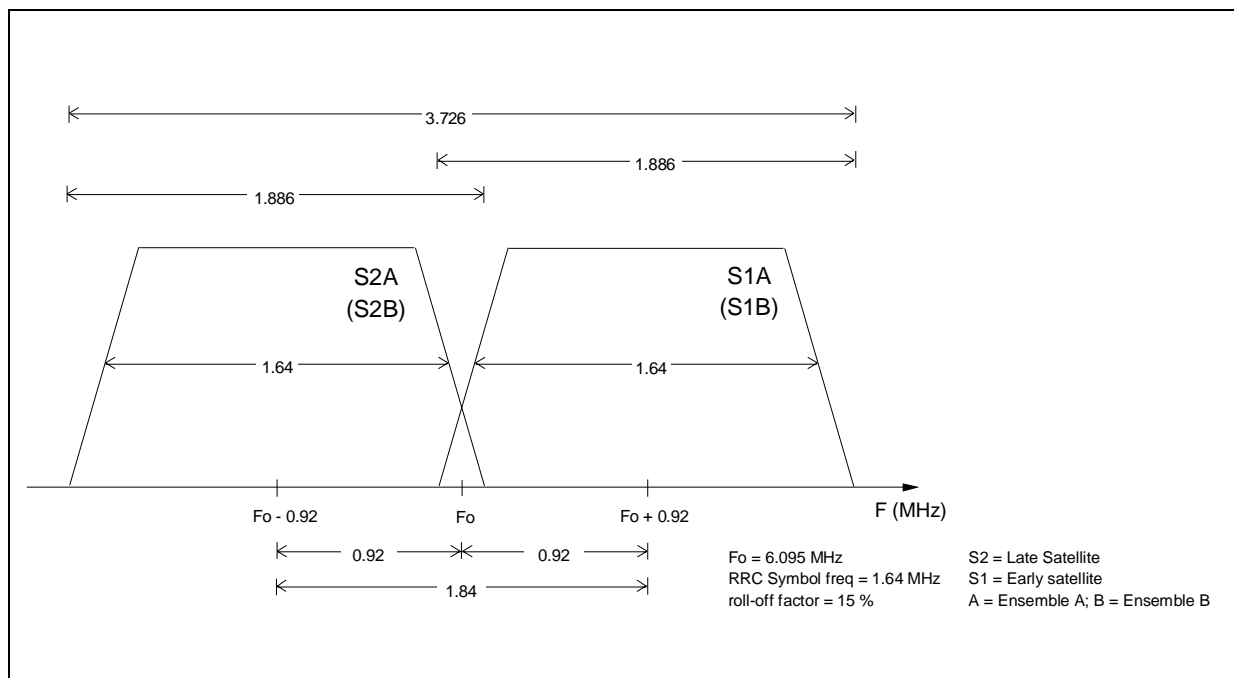 3.726
1.886
1.886
S2A
(S2B)
S1A
(S1B)
1.64
1.64
Fo - 0.92
Fo
Fo + 0.92
F (MHz)
0.92
0.92
1.84
Fo = 6.095 MHz
RRC Symbol freq = 1.64 MHz
roll-off factor = 15 %
S2 = Late Satellite
S1 = Early satellite
A = Ensemble A; B = Ensemble B